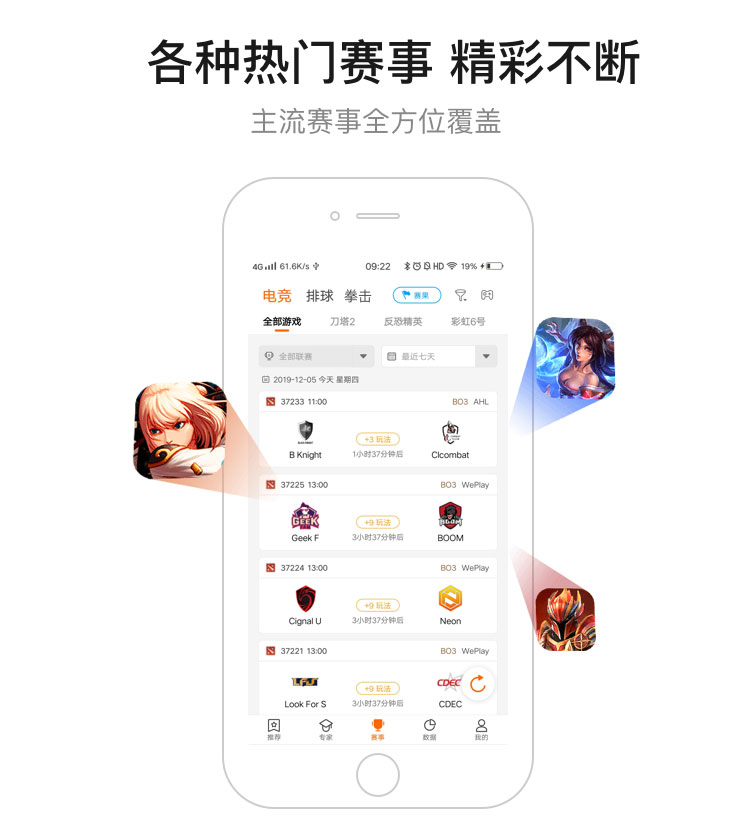 各种热门赛事 精彩不断
主流赛事全方位覆盖
4G 61.6K/s 09:22 HD 19%
电竞 排球 拳击 赛果
全部游戏 刀塔2 反恐精英 彩虹6号
全部联赛 最近七天
2019-12-05 今天 星期四
37233 11:00 BO3 AHL
+3 玩法
B Knight 1小时37分钟后 Clcombat
37225 13:00 BO3 WePlay
GEEK +9 玩法 BOOM
Geek F 3小时37分钟后 BOOM
37224 13:00 BO3 WePlay
+9 玩法
Cignal U 3小时37分钟后 Neon
37221 13:00 BO3 WePlay
LFS +9 玩法 CDEC
Look For S 3小时37分钟后 CDEC
推荐 专家 赛事 数据 我的